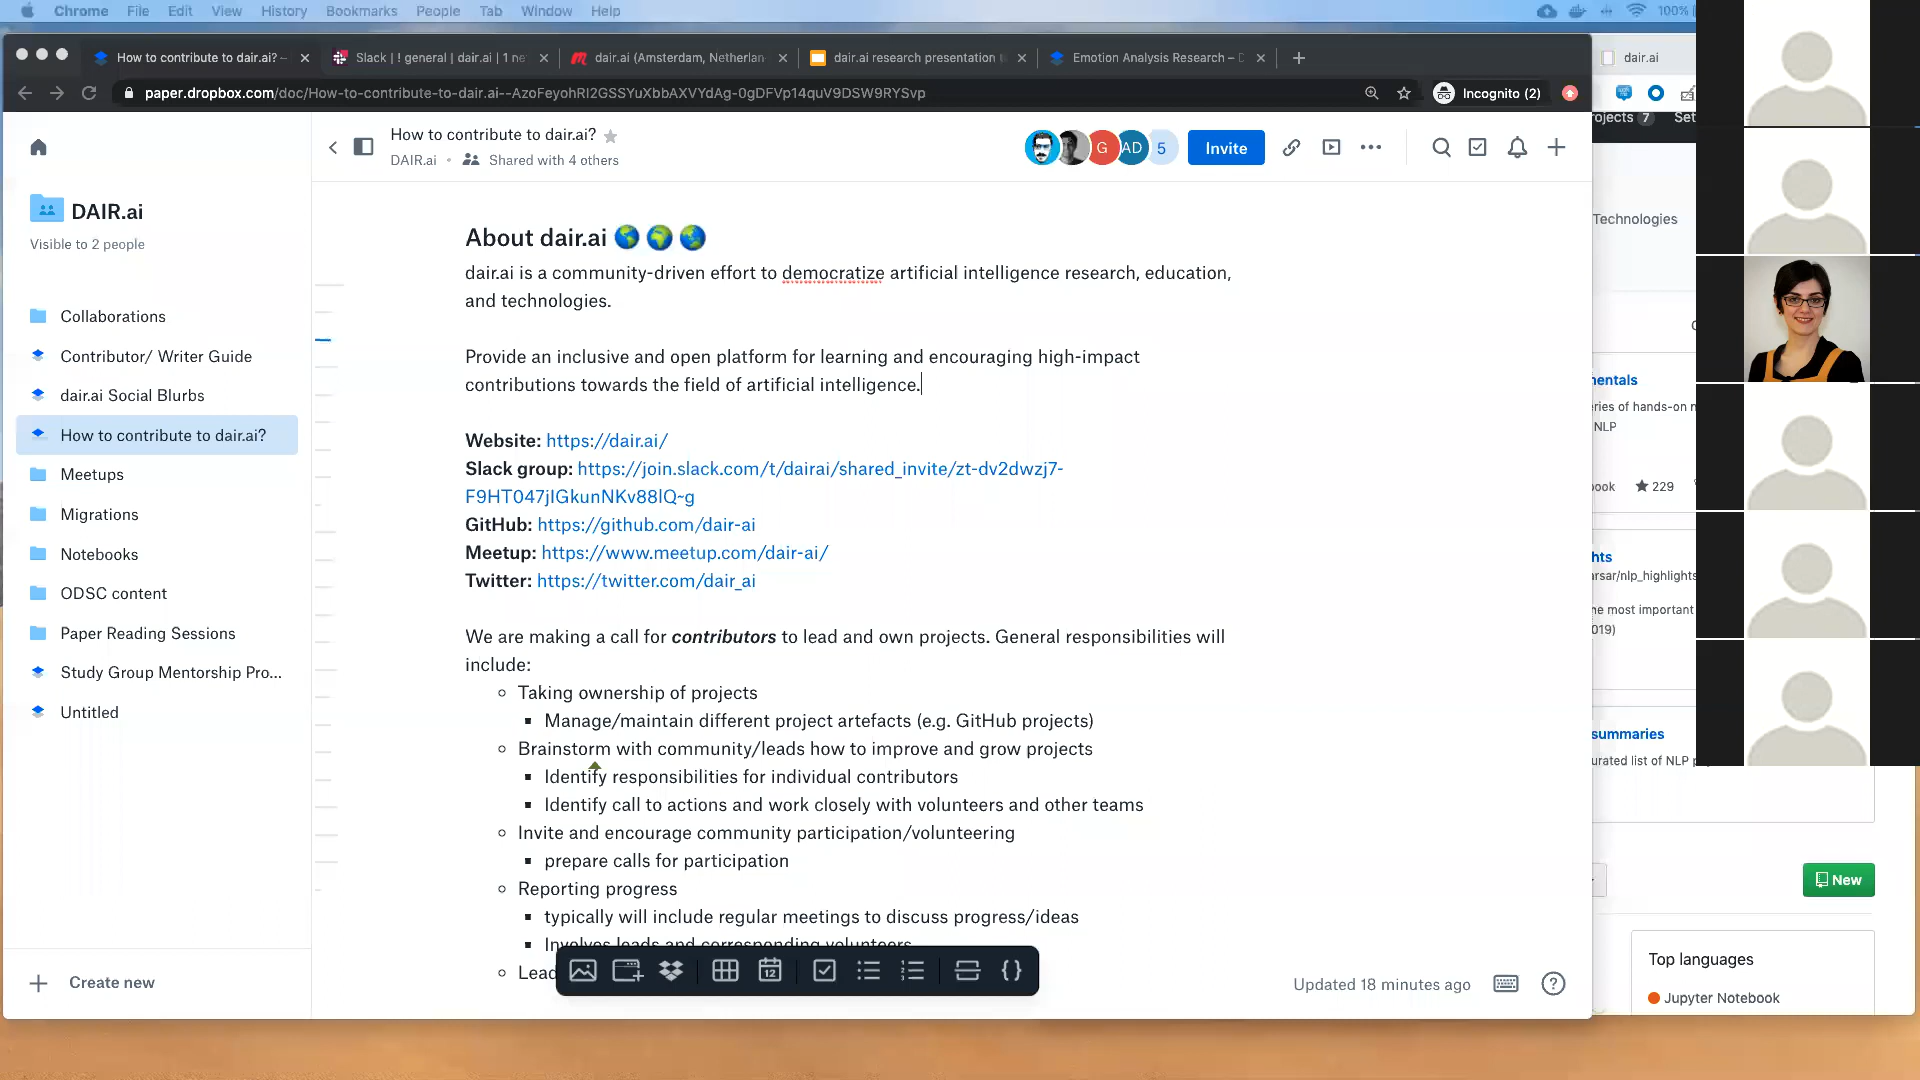 Chrome File Edit View History Bookmarks People Tab Window Help 100%
How to contribute to dair.ai? –
Slack | ! general | dair.ai | 1 ne
dair.ai (Amsterdam, Netherlan
dair.ai research presentation
Emotion Analysis Research – D
dair.ai
paper.dropbox.com/doc/How-to-contribute-to-dair.ai--AzoFeyohRI2GSSYuXbbAXVYdAg-0gDFVp14quV9DSW9RYSvp
Incognito (2)
ojects 7 Set
How to contribute to dair.ai?
DAIR.ai • Shared with 4 others
G AD 5
Invite
DAIR.ai
Visible to 2 people
Collaborations
Contributor/ Writer Guide
dair.ai Social Blurbs
How to contribute to dair.ai?
Meetups
Migrations
Notebooks
ODSC content
Paper Reading Sessions
Study Group Mentorship Pro...
Untitled
Create new
About dair.ai 🌎 🌍 🌏
dair.ai is a community-driven effort to democratize artificial intelligence research, education,
and technologies.
Provide an inclusive and open platform for learning and encouraging high-impact
contributions towards the field of artificial intelligence.
Website: https://dair.ai/
Slack group: https://join.slack.com/t/dairai/shared_invite/zt-dv2dwzj7-
F9HT047jIGkunNKv88lQ~g
GitHub: https://github.com/dair-ai
Meetup: https://www.meetup.com/dair-ai/
Twitter: https://twitter.com/dair_ai
We are making a call for contributors to lead and own projects. General responsibilities will
include:
Taking ownership of projects
Manage/maintain different project artefacts (e.g. GitHub projects)
Brainstorm with community/leads how to improve and grow projects
Identify responsibilities for individual contributors
Identify call to actions and work closely with volunteers and other teams
Invite and encourage community participation/volunteering
prepare calls for participation
Reporting progress
typically will include regular meetings to discuss progress/ideas
Involves leads and corresponding volunteers
Lead
12
Updated 18 minutes ago
Technologies
mentals
eries of hands-on n
NLP
ook 229
hts
arsar/nlp_highlights
he most important
019)
summaries
urated list of NLP p
New
Top languages
Jupyter Notebook